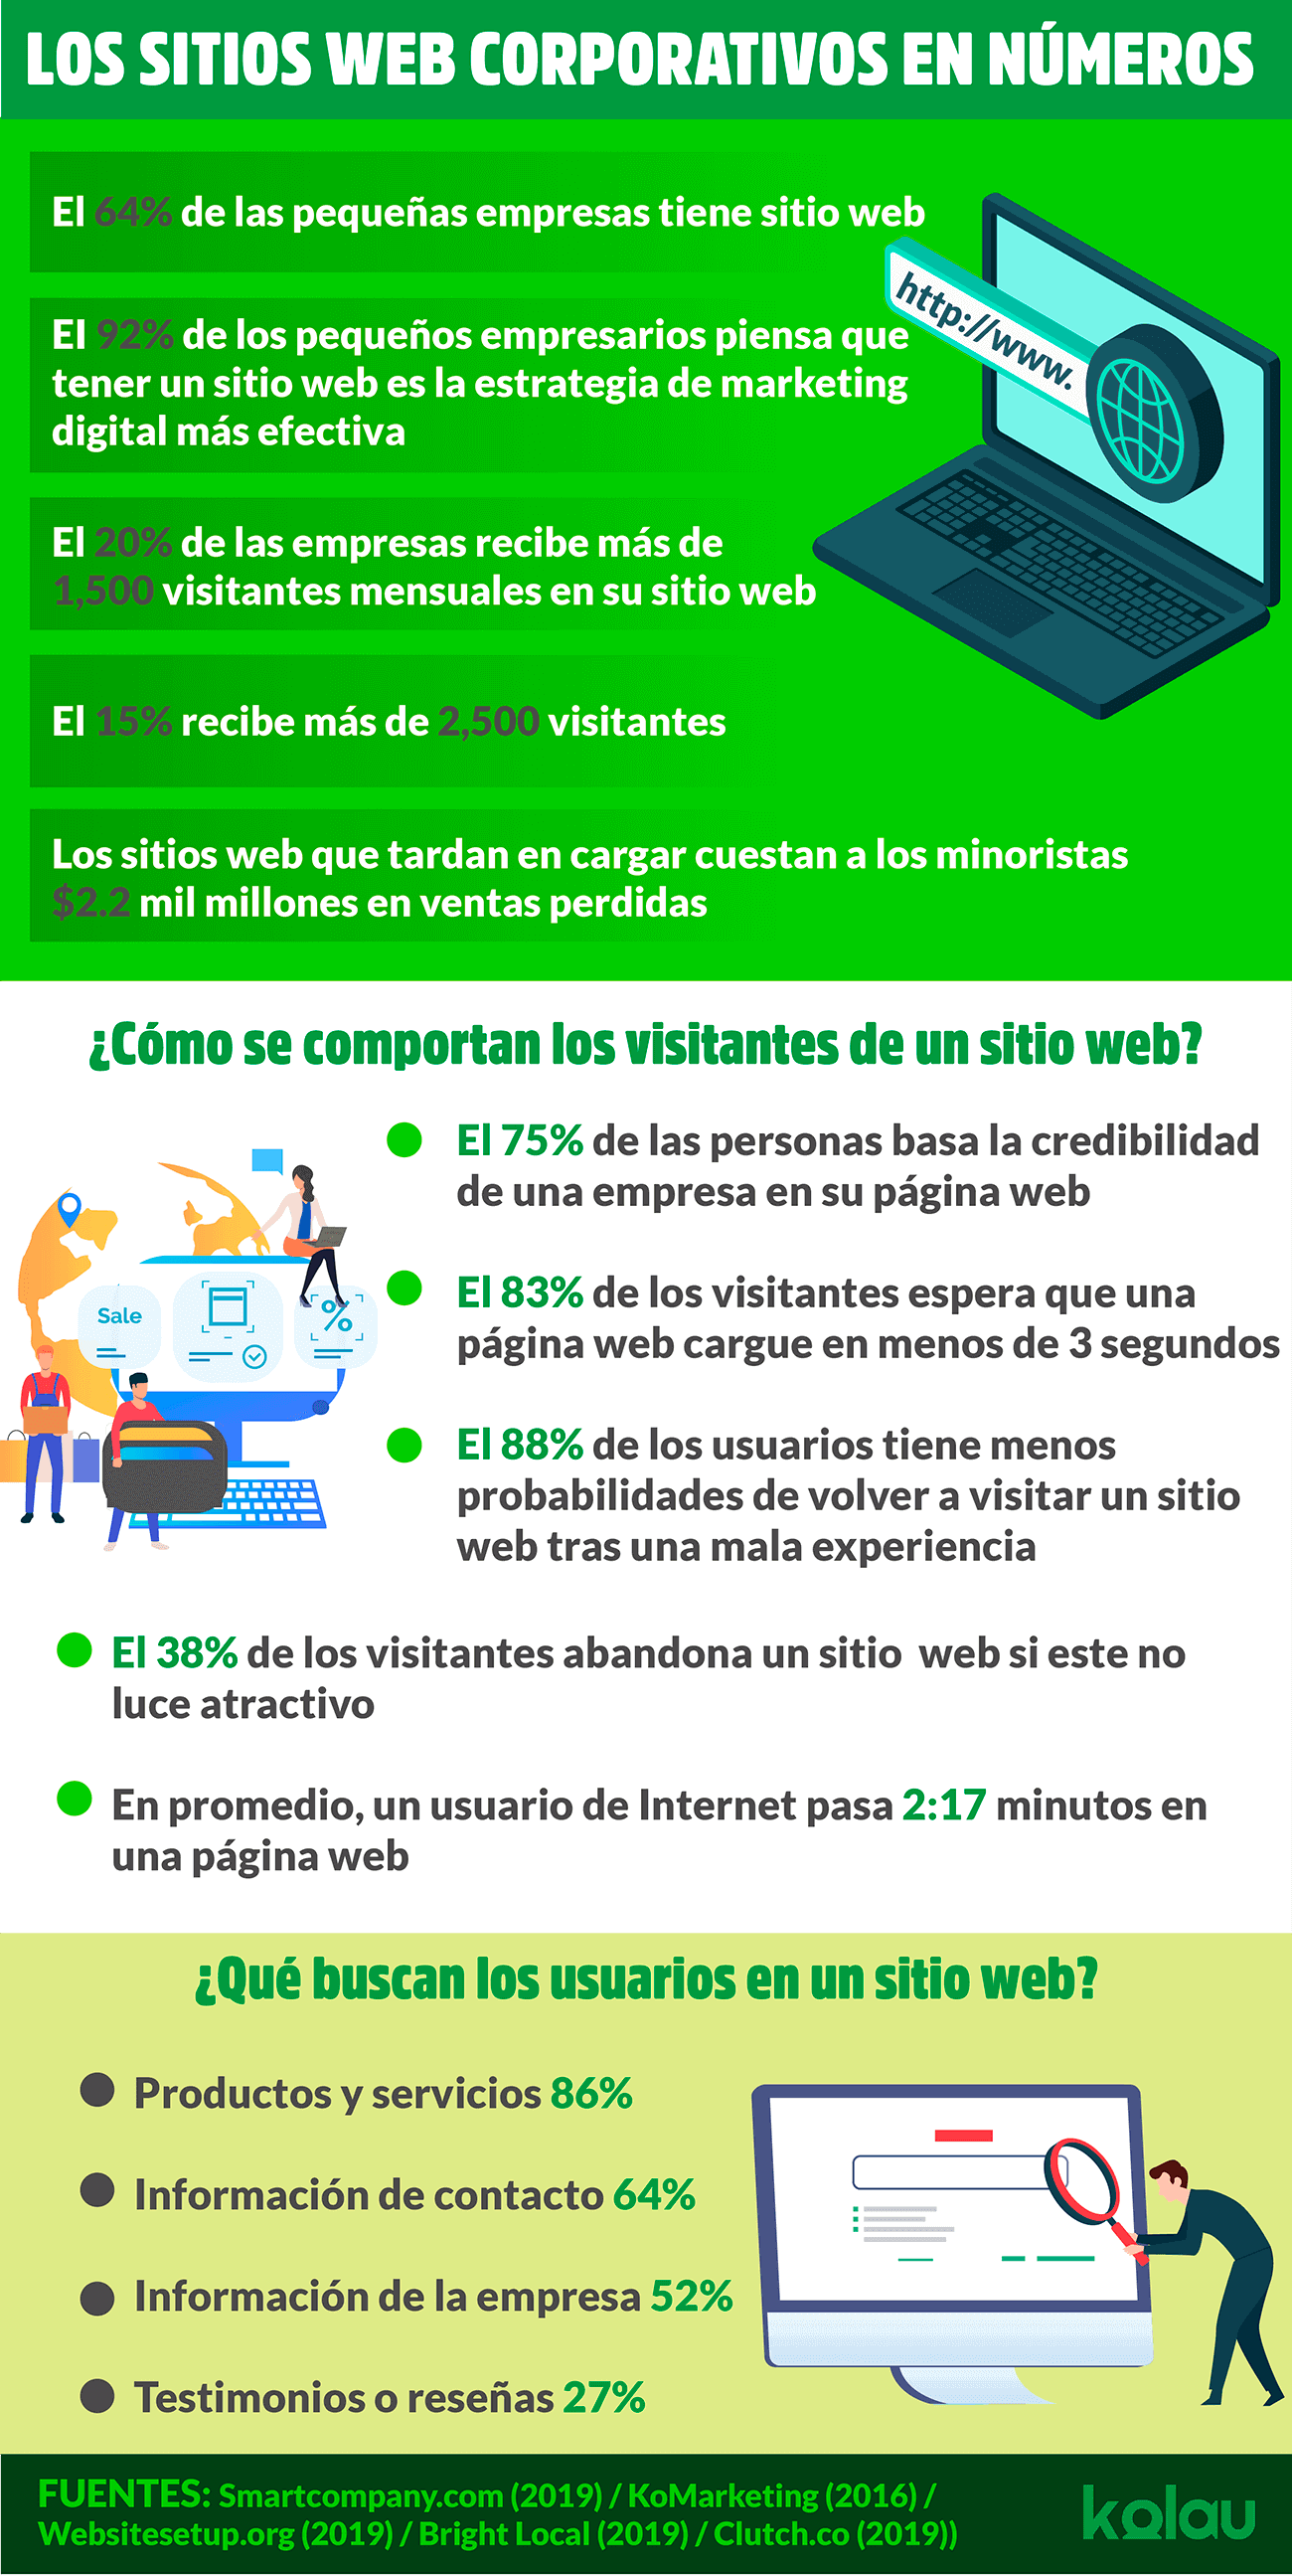 LOS SITIOS WEB CORPORATIVOS EN NÚMEROS
El 64% de las pequeñas empresas tiene sitio web
http://www.
El 92% de los pequeños empresarios piensa que
tener un sitio web es la estrategia de marketing
digital más efectiva
El 20% de las empresas recibe más de
1,500 visitantes mensuales en su sitio web
El 15% recibe más de 2,500 visitantes
Los sitios web que tardan en cargar cuestan a los minoristas
$2.2 mil millones en ventas perdidas
¿Cómo se comportan los visitantes de un sitio web?
El 75% de las personas basa la credibilidad
de una empresa en su página web
Sale
%
El 83% de los visitantes espera que una
página web cargue en menos de 3 segundos
El 88% de los usuarios tiene menos
probabilidades de volver a visitar un sitio
web tras una mala experiencia
El 38% de los visitantes abandona un sitio  web si este no
luce atractivo
En promedio, un usuario de Internet pasa 2:17 minutos en
una página web
¿Qué buscan los usuarios en un sitio web?
Productos y servicios 86%
Información de contacto 64%
Información de la empresa 52%
Testimonios o reseñas 27%
FUENTES: Smartcompany.com (2019) / KoMarketing (2016) /
Websitesetup.org (2019) / Bright Local (2019) / Clutch.co (2019))
kolau